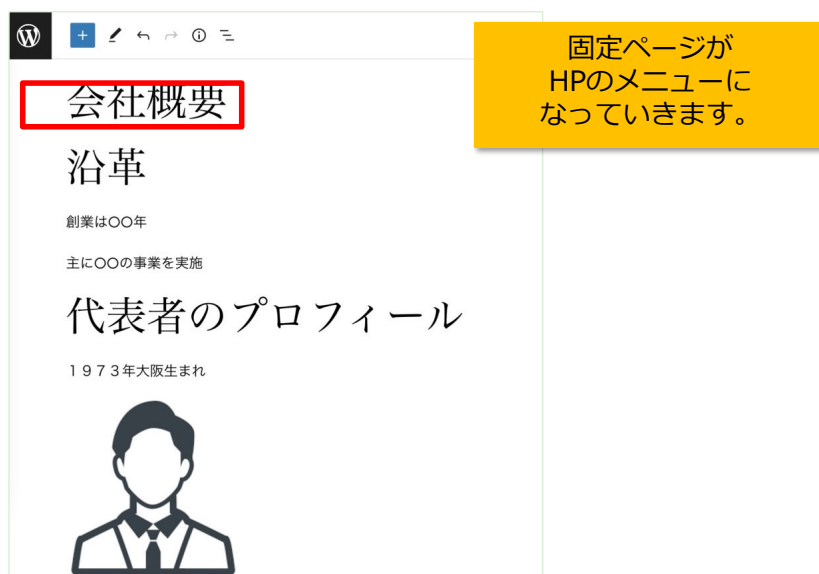 固定ページが
HPのメニューに
なっていきます。
会社概要
沿革
創業は〇〇年
主に〇〇の事業を実施
代表者のプロフィール
１９７３年大阪生まれ